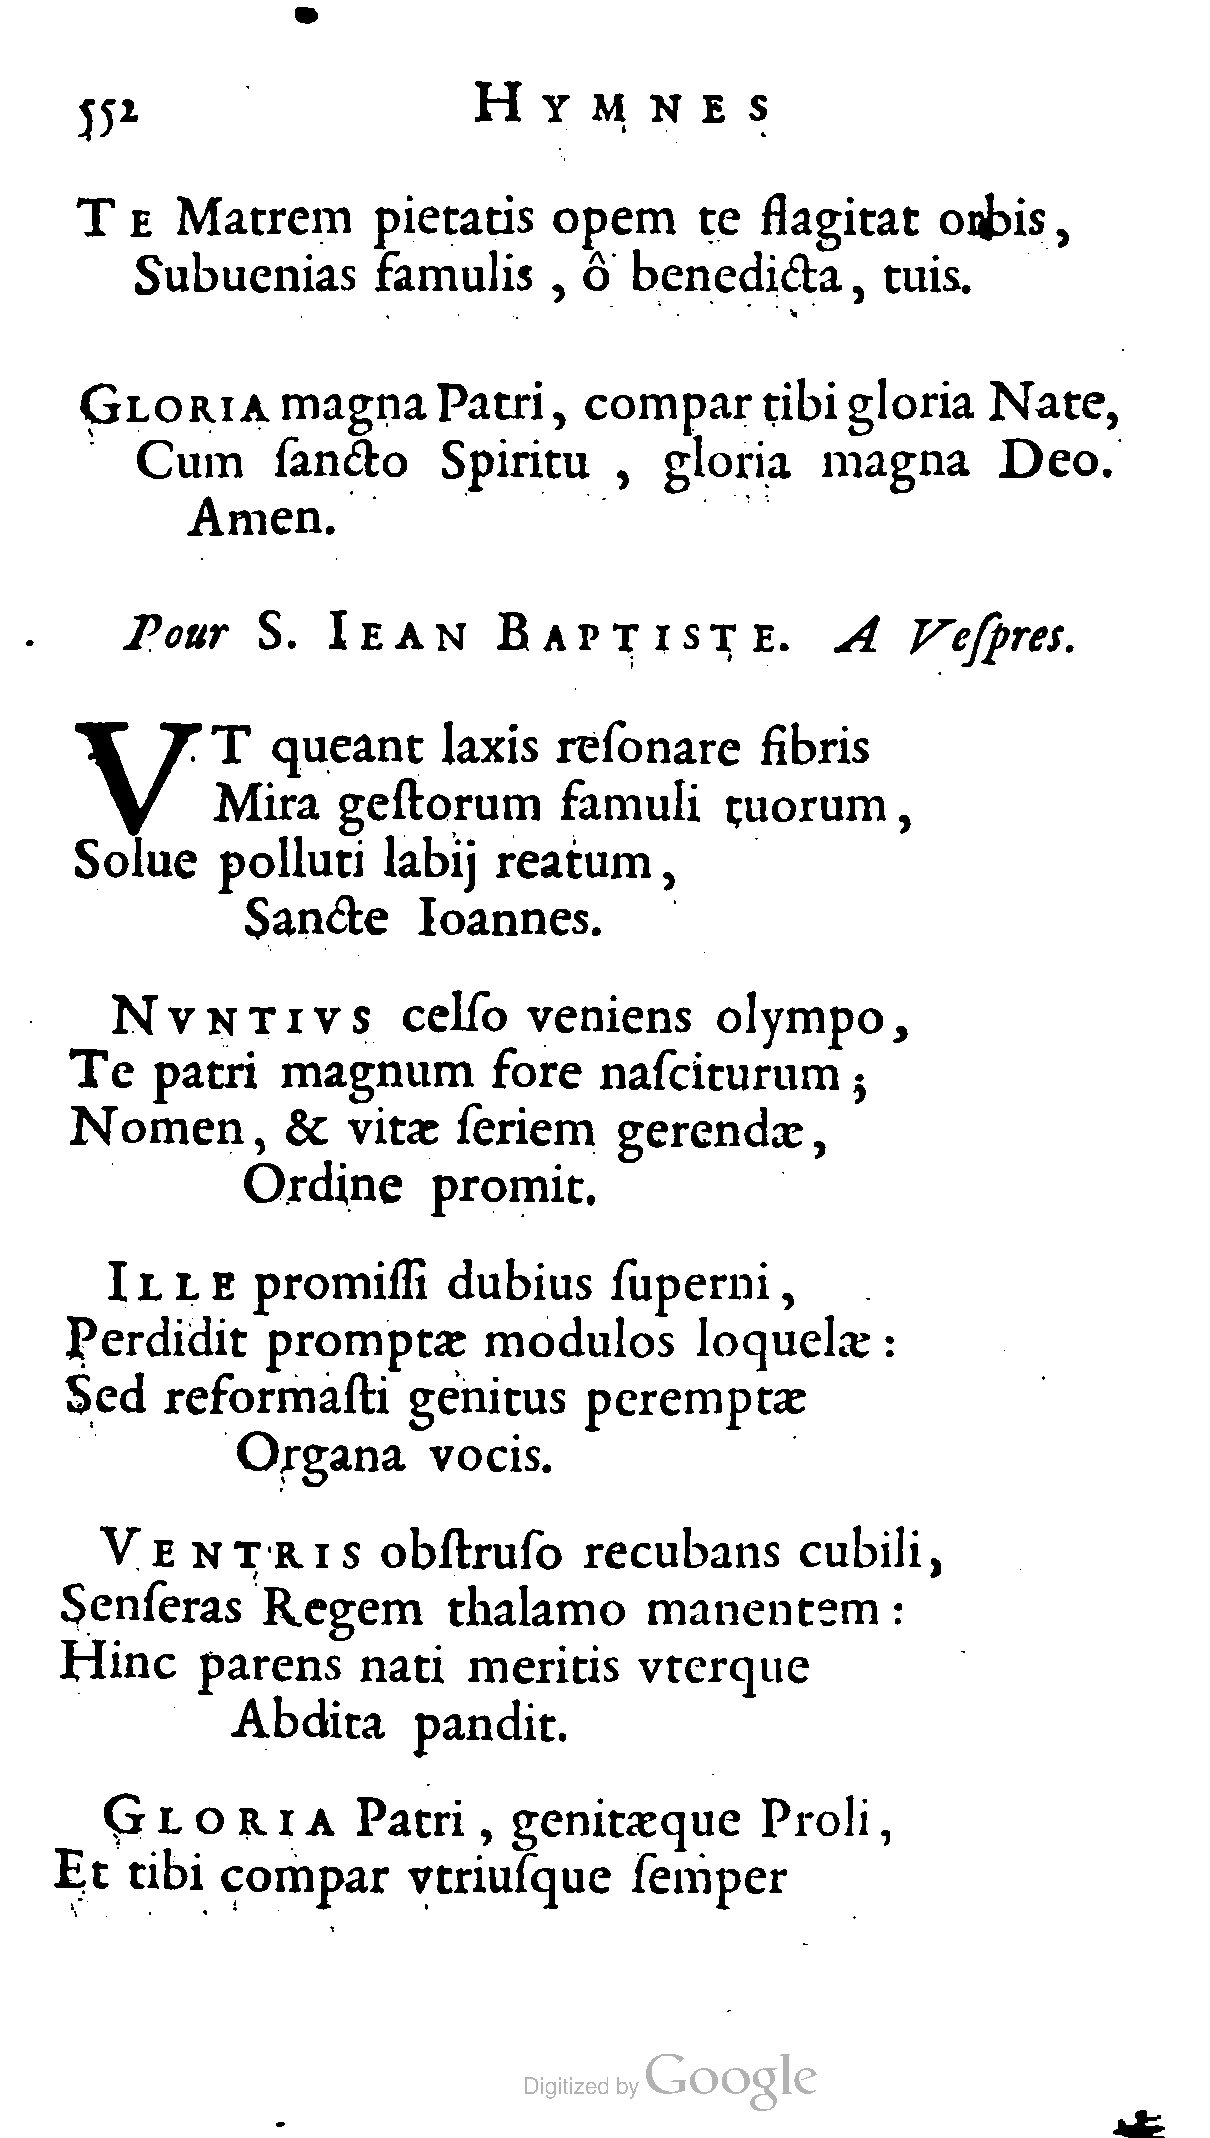 552 HYMNES
TE Matrem pietatis opem te flagitat orbis,
Subuenias famulis, ô benedicta, tuis.
GLORIA magna Patri, compar tibi gloria Nate,
Cum ſancto Spiritu, gloria magna Deo.
Amen.
Pour S. IEAN BAPTISTE. A Veſpres.
VT queant laxis reſonare fibris
Mira geſtorum famuli tuorum,
Solue polluti labij reatum,
Sancte Ioannes.
NVNTIVS celſo veniens olympo,
Te patri magnum fore naſciturum;
Nomen, & vitæ ſeriem gerendæ,
Ordine promit.
ILLE promiſſi dubius ſuperni,
Perdidit promptæ modulos loquelæ:
Sed reformaſti genitus peremptæ
Organa vocis.
VENTRIS obſtruſo recubans cubili,
Senſeras Regem thalamo manentem:
Hinc parens nati meritis vterque
Abdita pandit.
GLORIA Patri, genitæque Proli,
Et tibi compar vtriuſque ſemper
Digitized by Google